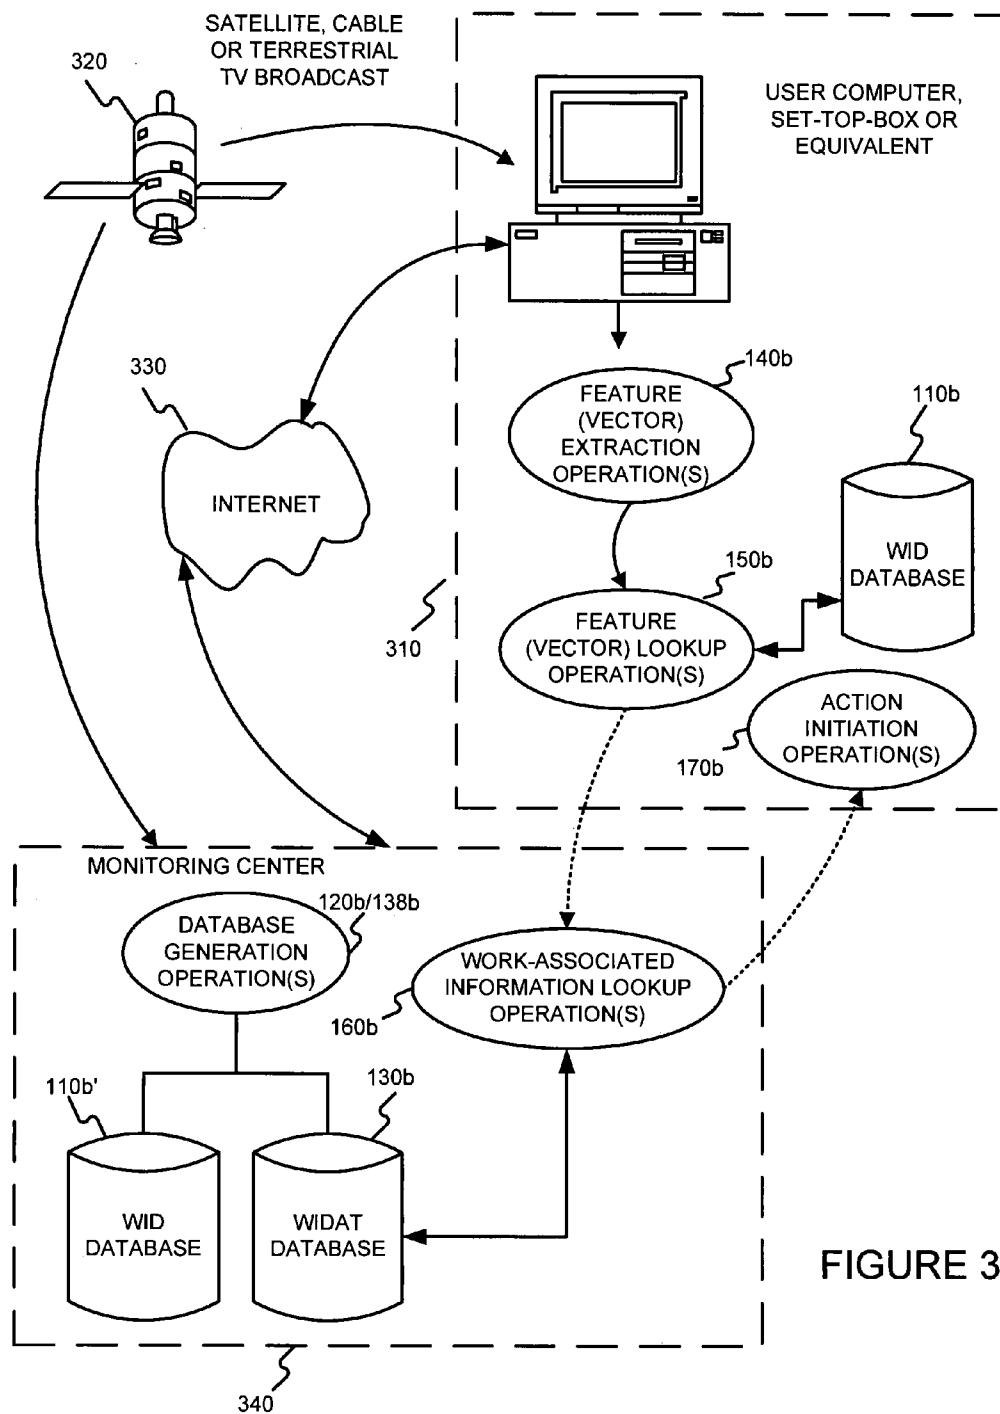 SATELLITE, CABLE
OR TERRESTRIAL
TV BROADCAST
320
USER COMPUTER,
SET-TOP-BOX OR
EQUIVALENT
330
INTERNET
140b
FEATURE
(VECTOR)
EXTRACTION
OPERATION(S)
110b
WID
DATABASE
150b
FEATURE
(VECTOR) LOOKUP
OPERATION(S)
310
ACTION
INITIATION
OPERATION(S)
170b
MONITORING CENTER
120b/138b
DATABASE
GENERATION
OPERATION(S)
WORK-ASSOCIATED
INFORMATION LOOKUP
OPERATION(S)
160b
110b'
130b
WID
DATABASE
WIDAT
DATABASE
FIGURE 3
340